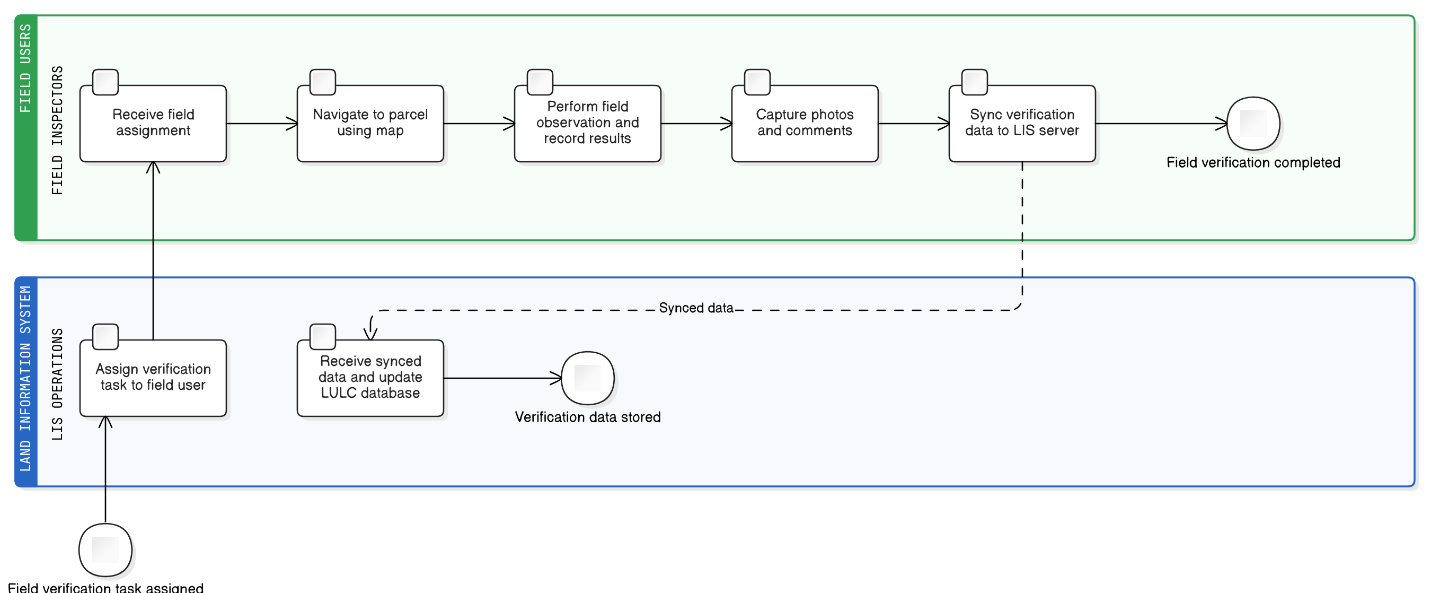 FIELD USERS
FIELD INSPECTORS
Receive field
assignment
Navigate to parcel
using map
Perform field
observation and
record results
Capture photos
and comments
Sync verification
data to LIS server
Field verification completed
LAND INFORMATION SYSTEM
LIS OPERATIONS
Synced data
Assign verification
task to field user
Receive synced
data and update
LULC database
Verification data stored
Field verification task assigned